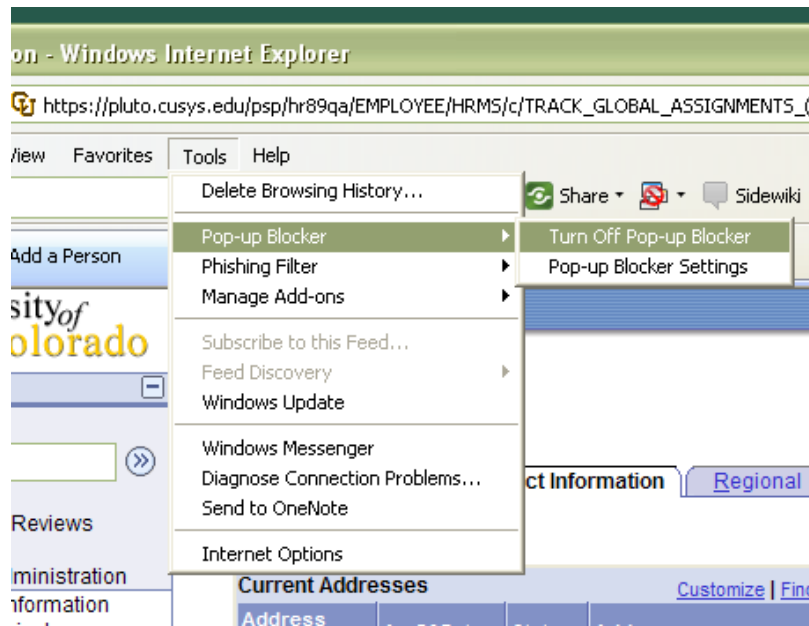 on - Windows Internet Explorer
https://pluto.cusys.edu/psp/hr89qa/EMPLOYEE/HRMS/c/TRACK_GLOBAL_ASSIGNMENTS_(
View Favorites Tools Help
Delete Browsing History...
Share Sidewiki
Pop-up Blocker
Turn Off Pop-up Blocker
Add a Person
Phishing Filter
Pop-up Blocker Settings
Manage Add-ons
sity of
olorado
Subscribe to this Feed...
Feed Discovery
Windows Update
Windows Messenger
Diagnose Connection Problems...
ct Information Regional
Send to OneNote
Reviews
Internet Options
ministration
nformation
Current Addresses Customize | Find
Address